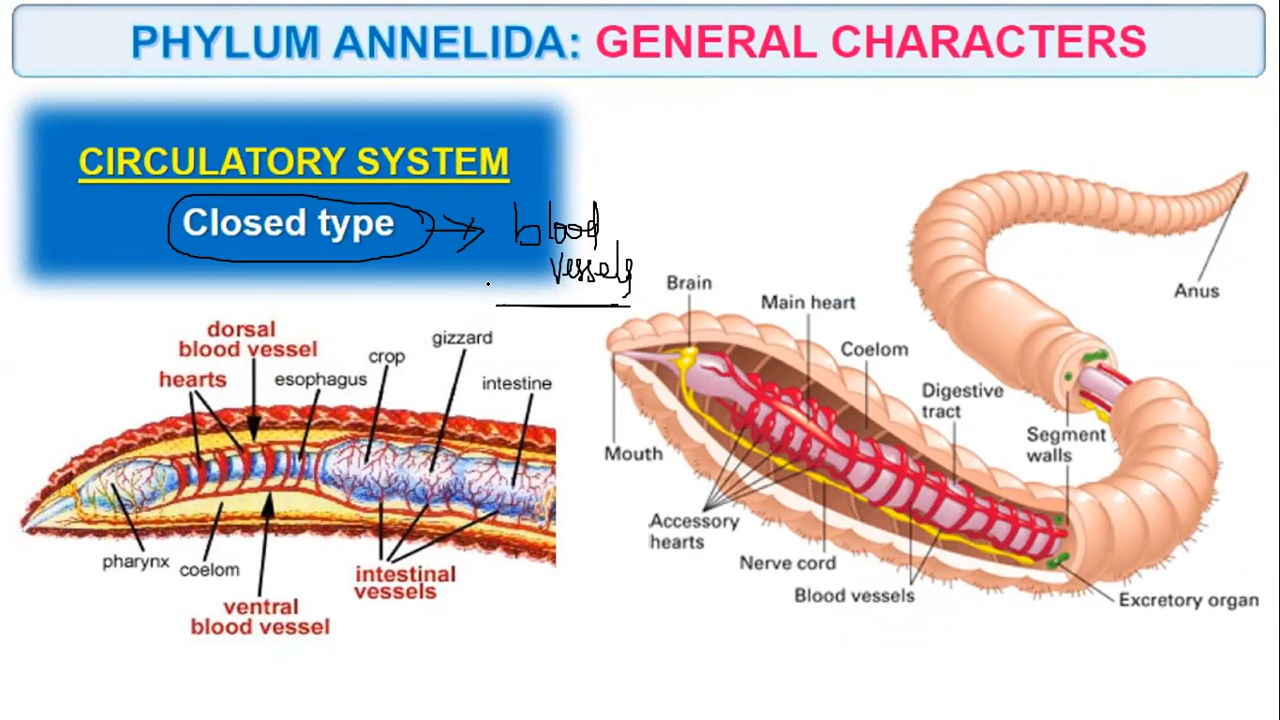 PHYLUM ANNELIDA: GENERAL CHARACTERS
CIRCULATORY SYSTEM
Closed type
blood
vessels
dorsal
blood vessel
hearts
esophagus
crop
gizzard
intestine
pharynx
coelom
intestinal
vessels
ventral
blood vessel
Brain
Main heart
Coelom
Digestive
tract
Anus
Segment
walls
Mouth
Accessory
hearts
Nerve cord
Blood vessels
Excretory organ